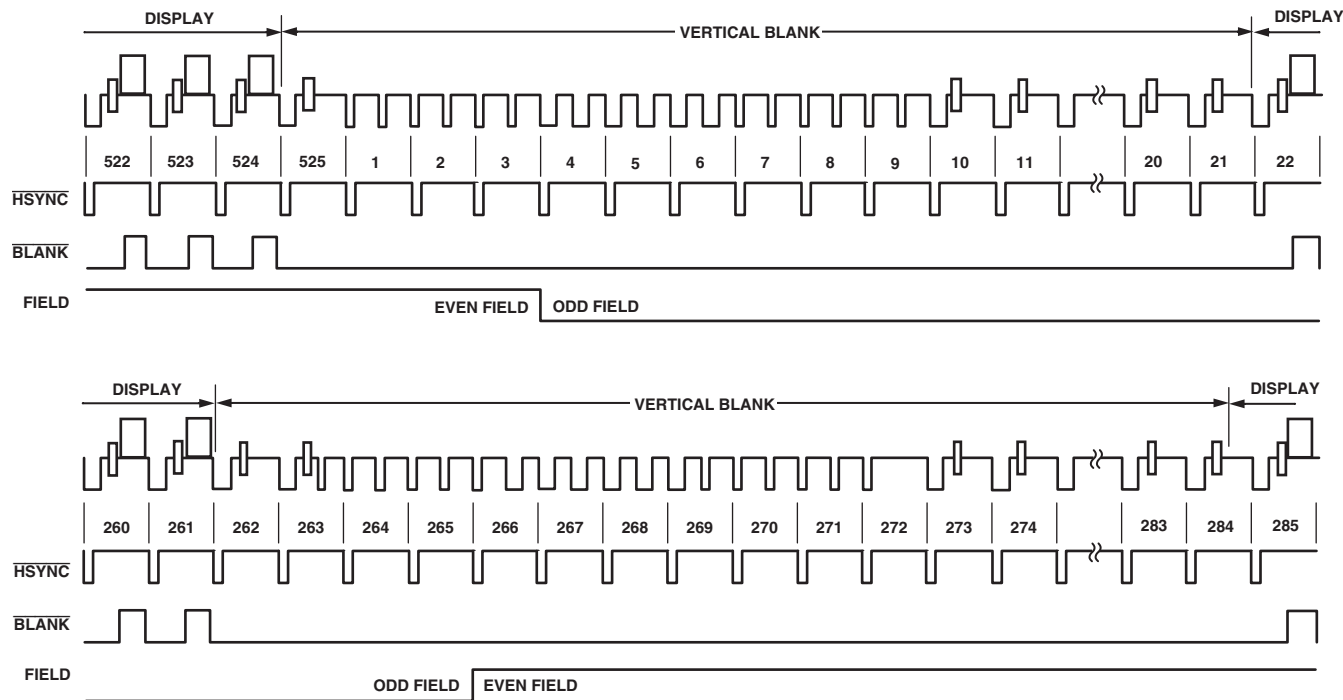 DISPLAY VERTICAL BLANK DISPLAY
522 523 524 525 1 2 3 4 5 6 7 8 9 10 11 20 21 22
HSYNC
BLANK
FIELD EVEN FIELD ODD FIELD
DISPLAY VERTICAL BLANK DISPLAY
260 261 262 263 264 265 266 267 268 269 270 271 272 273 274 283 284 285
HSYNC
BLANK
FIELD ODD FIELD EVEN FIELD